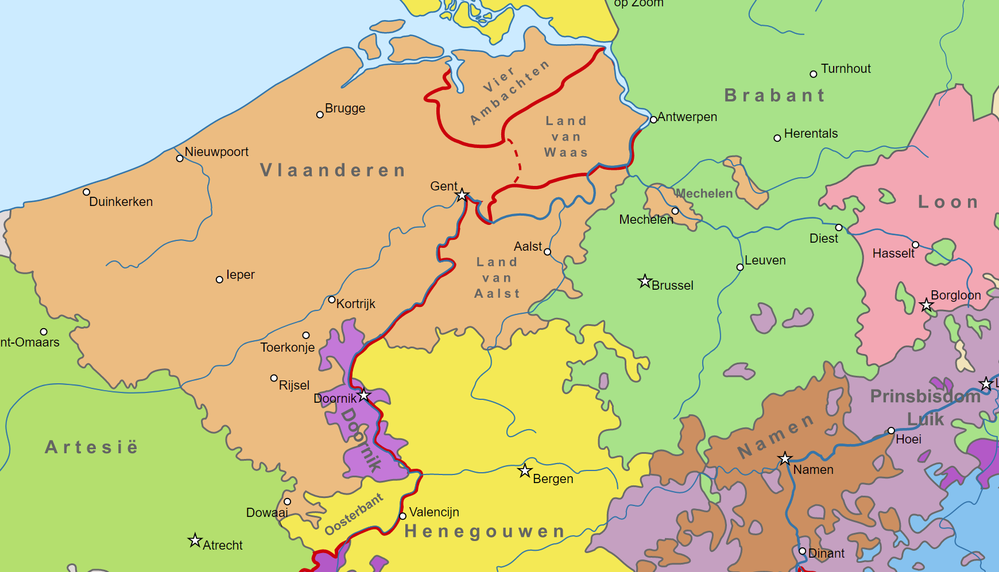 op Zoom
Turnhout
Vier
Ambachten
Brabant
Brugge
Antwerpen
Land
van
Waas
Herentals
Nieuwpoort
Vlaanderen
Gent
Duinkerken
Mechelen
Loon
Mechelen
Diest
Aalst
Hasselt
Land
van
Aalst
Leuven
Ieper
Brussel
Borgloon
Kortrijk
nt-Omaars
Toerkonje
Rijsel
Doornik
Prinsbisdom
Luik
L
Doornik
Namen
Artesië
Hoei
Namen
Bergen
Dowaai
Oosterbant
Valencijn
Henegouwen
Atrecht
Dinant